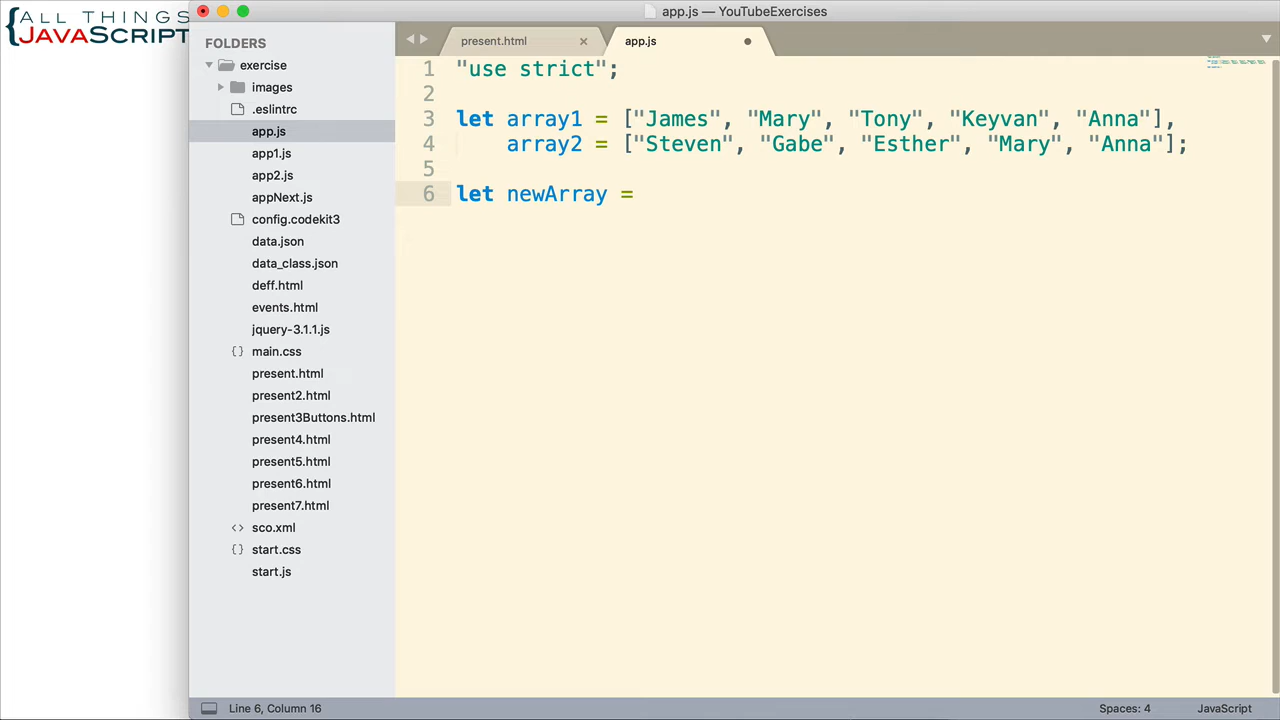 {ALL THINGS
JAVASCRIPT
app.js — YouTubeExercises
FOLDERS
exercise
images
.eslintrc
app.js
app1.js
app2.js
appNext.js
config.codekit3
data.json
data_class.json
deff.html
events.html
jquery-3.1.1.js
{} main.css
present.html
present2.html
present3Buttons.html
present4.html
present5.html
present6.html
present7.html
<> sco.xml
{} start.css
start.js
present.html ×
app.js
1 "use strict";
2
3 let array1 = ["James", "Mary", "Tony", "Keyvan", "Anna"],
4     array2 = ["Steven", "Gabe", "Esther", "Mary", "Anna"];
5
6 let newArray =
Line 6, Column 16
Spaces: 4
JavaScript